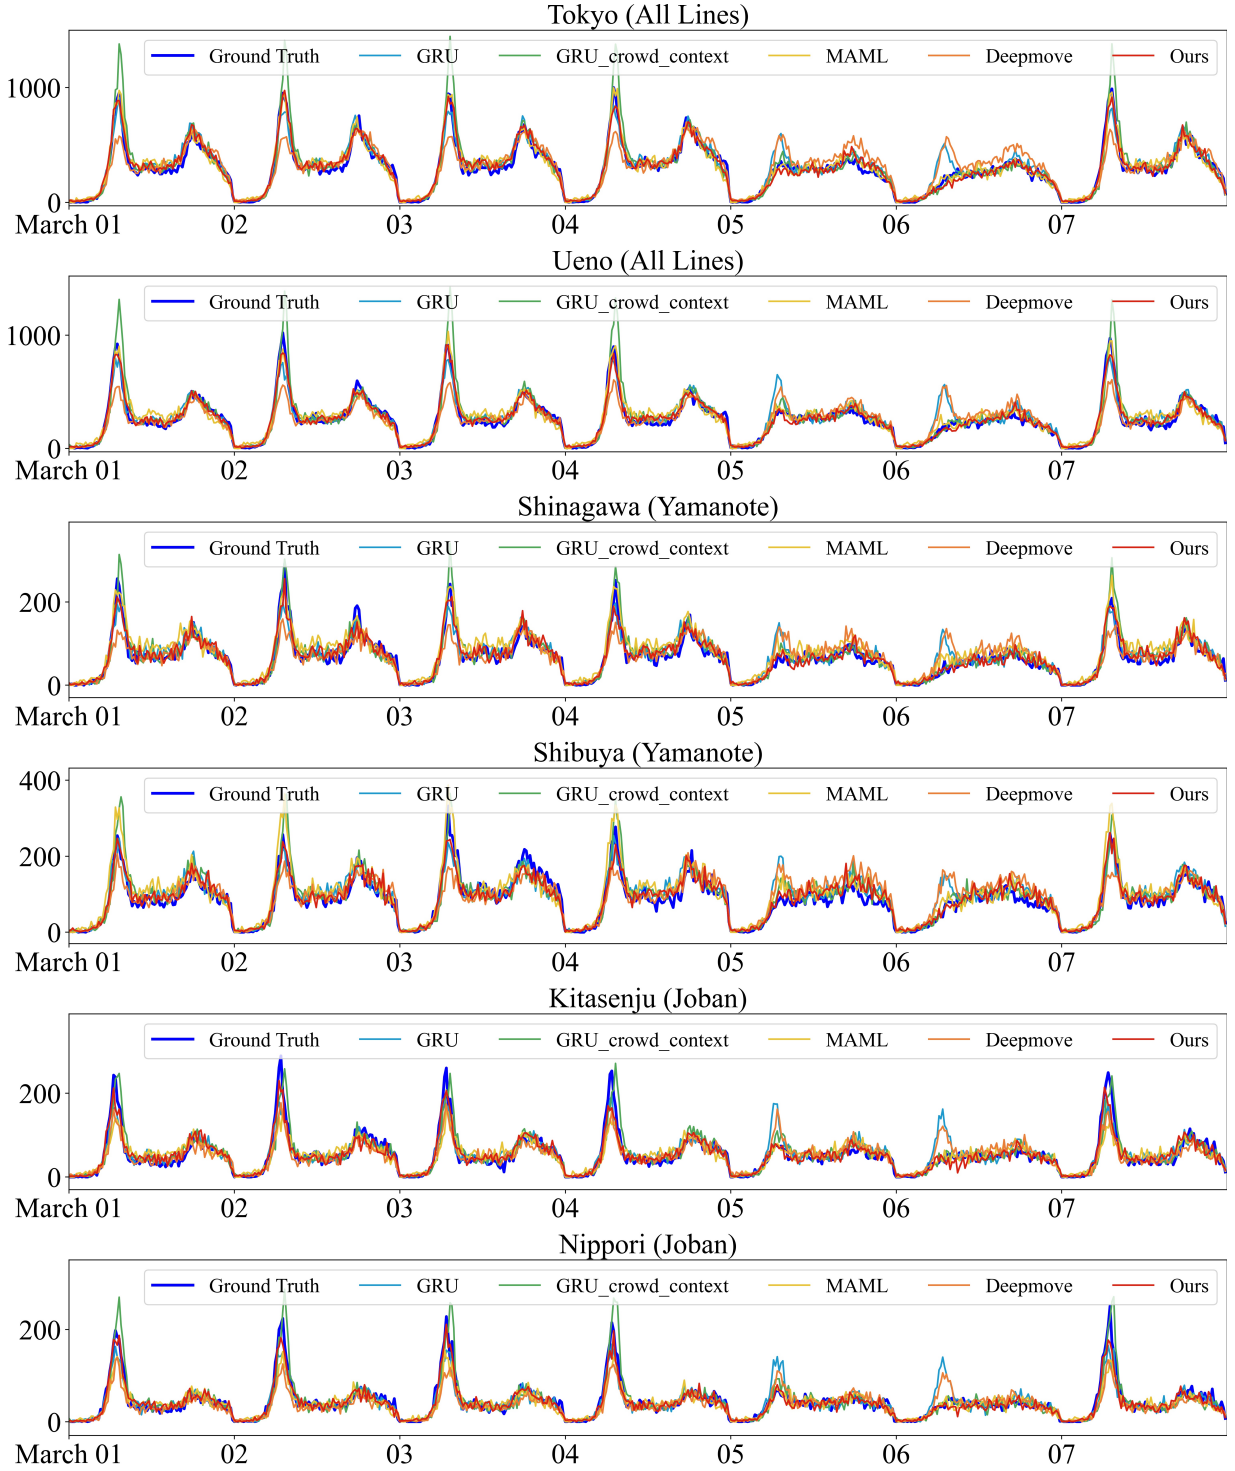 Tokyo (All Lines)
Ground Truth GRU GRU_crowd_context MAML Deepmove Ours
1000
0
March 01 02 03 04 05 06 07
Ueno (All Lines)
Ground Truth GRU GRU_crowd_context MAML Deepmove Ours
1000
0
March 01 02 03 04 05 06 07
Shinagawa (Yamanote)
Ground Truth GRU GRU_crowd_context MAML Deepmove Ours
200
0
March 01 02 03 04 05 06 07
Shibuya (Yamanote)
400
Ground Truth GRU GRU_crowd_context MAML Deepmove Ours
200
0
March 01 02 03 04 05 06 07
Kitasenju (Joban)
Ground Truth GRU GRU_crowd_context MAML Deepmove Ours
200
0
March 01 02 03 04 05 06 07
Nippori (Joban)
Ground Truth GRU GRU_crowd_context MAML Deepmove Ours
200
0
March 01 02 03 04 05 06 07